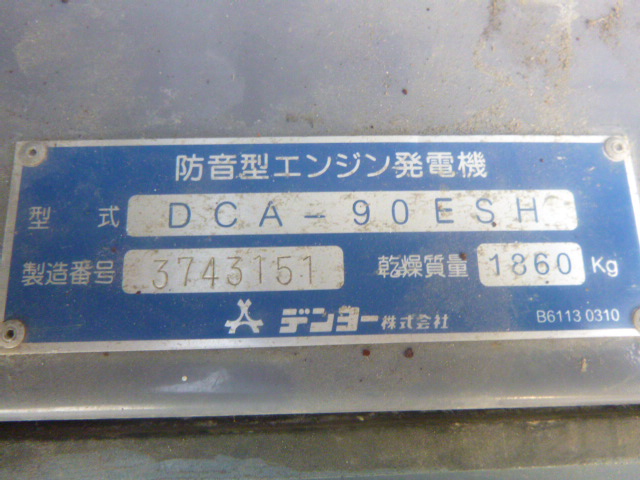 防音型エンジン発電機
型 式 DCA-90ESH
製造番号 3743151 乾燥質量 1860 Kg
デンヨー株式会社 B6113 0310